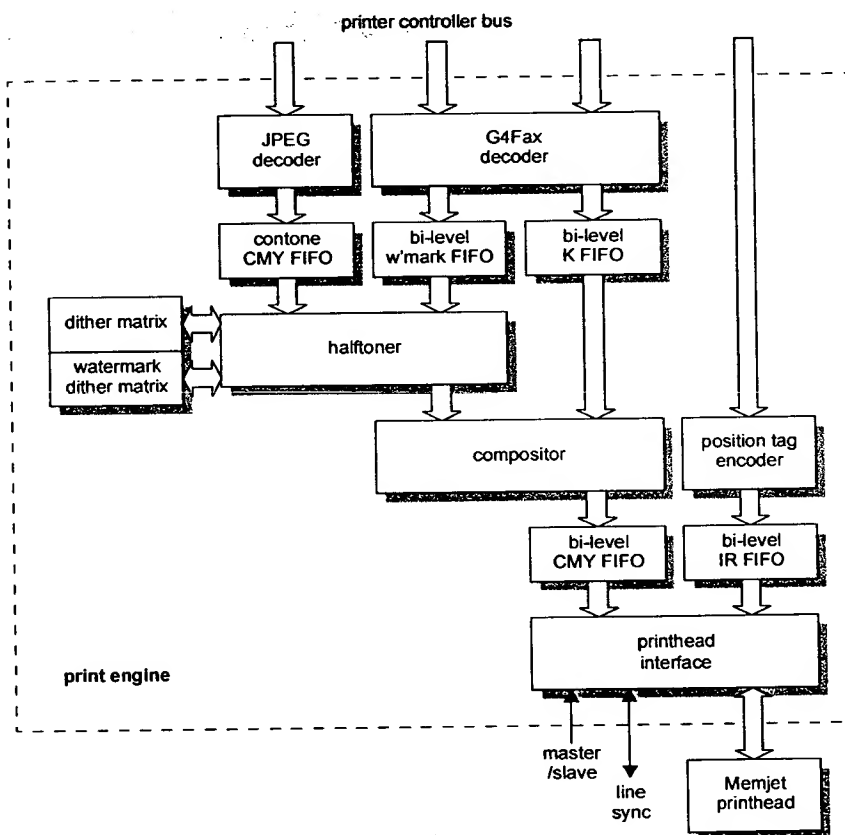 printer controller bus
JPEG
decoder
G4Fax
decoder
contone
CMY FIFO
bi-level
w'mark FIFO
bi-level
K FIFO
dither matrix
watermark
dither matrix
halftoner
compositor
position tag
encoder
bi-level
CMY FIFO
bi-level
IR FIFO
printhead
interface
print engine
master
/slave
line
sync
Memjet
printhead